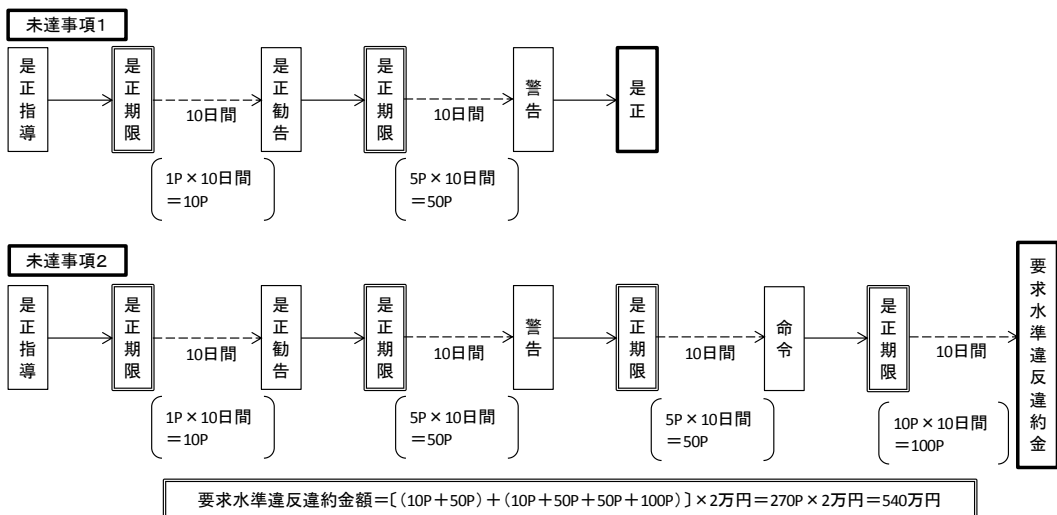 未達事項1
是正指導
是正期限
10日間
是正勧告
是正期限
10日間
警告
是正
1P×10日間
=10P
5P×10日間
=50P
未達事項2
是正指導
是正期限
10日間
是正勧告
是正期限
10日間
警告
是正期限
10日間
命令
是正期限
10日間
要求水準違反違約金
1P×10日間
=10P
5P×10日間
=50P
5P×10日間
=50P
10P×10日間
=100P
要求水準違反違約金額=〔(10P+50P)+(10P+50P+50P+100P)〕×2万円=270P×2万円=540万円